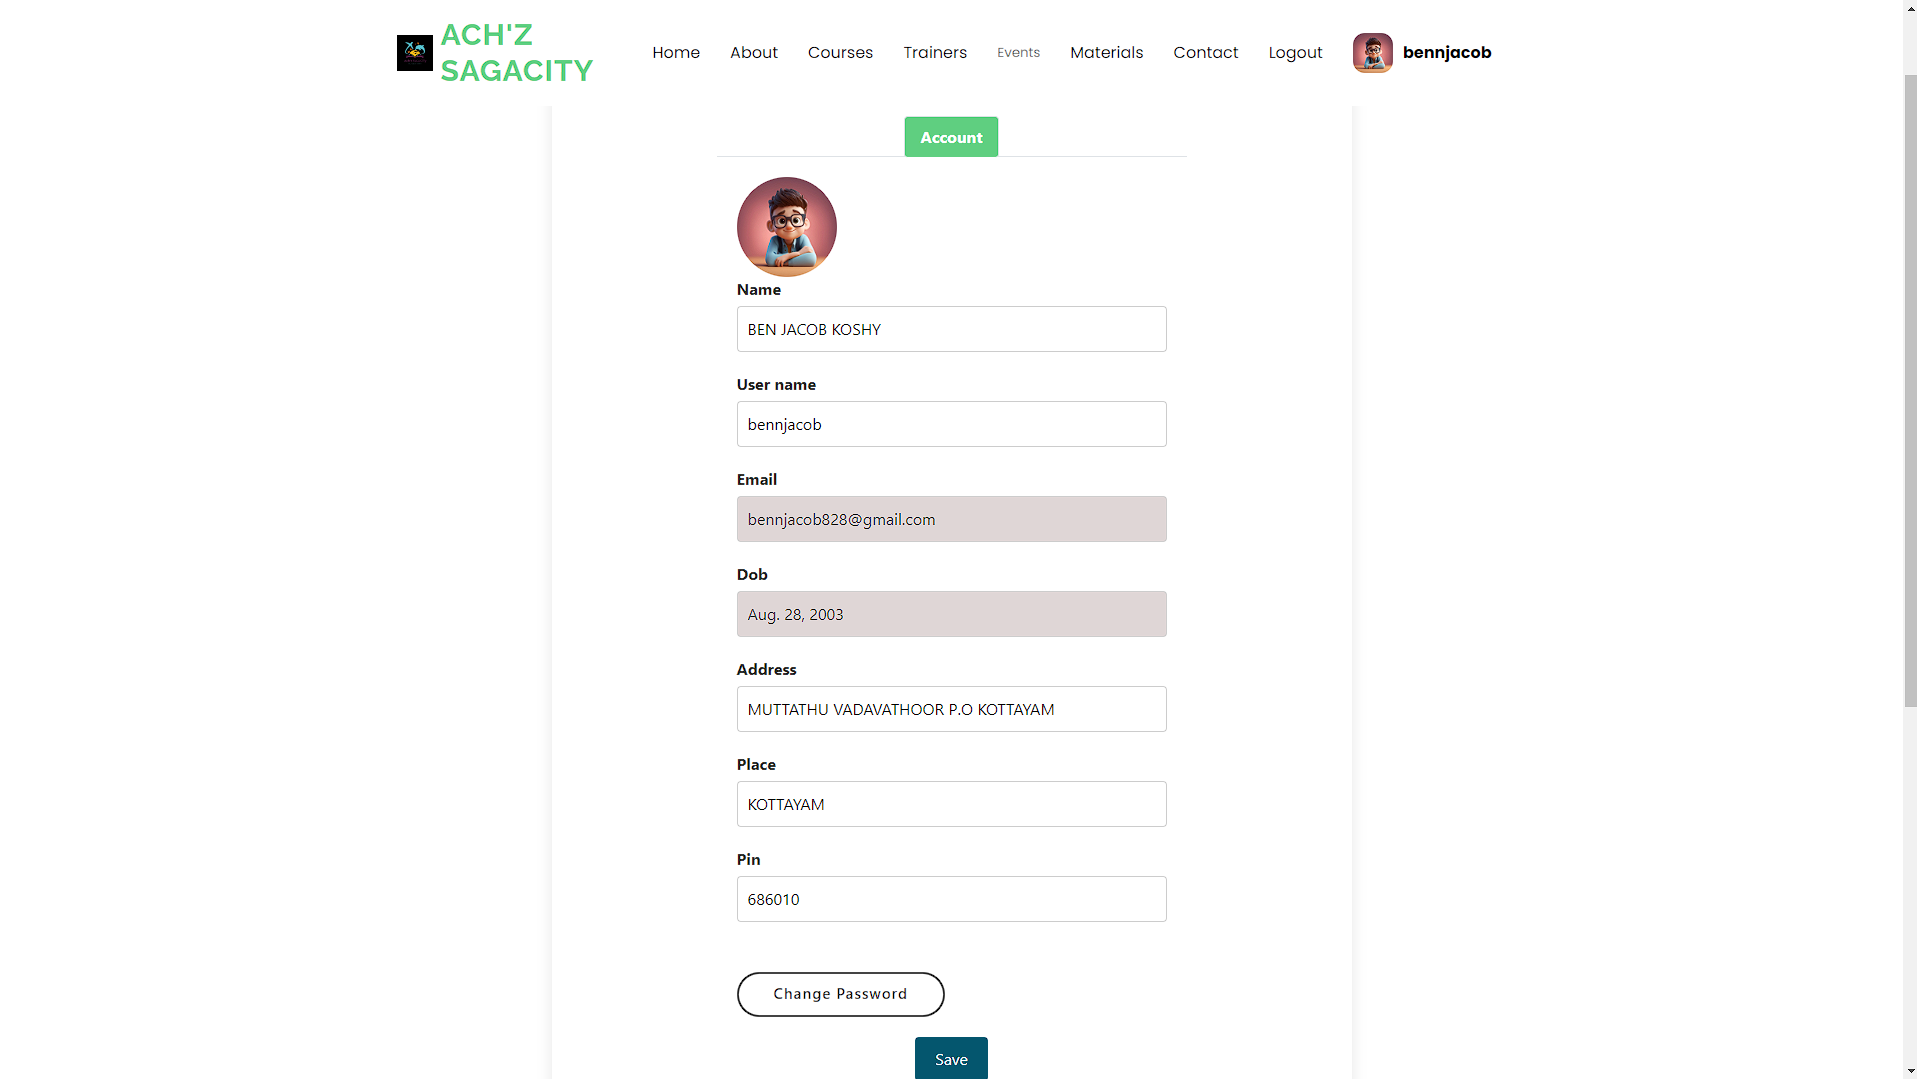 ACH'Z
SAGACITY
Home About Courses Trainers Events Materials Contact Logout bennjacob
Account
Name
BEN JACOB KOSHY
User name
bennjacob
Email
bennjacob828@gmail.com
Dob
Aug. 28, 2003
Address
MUTTATHU VADAVATHOOR P.O KOTTAYAM
Place
KOTTAYAM
Pin
686010
Change Password
Save